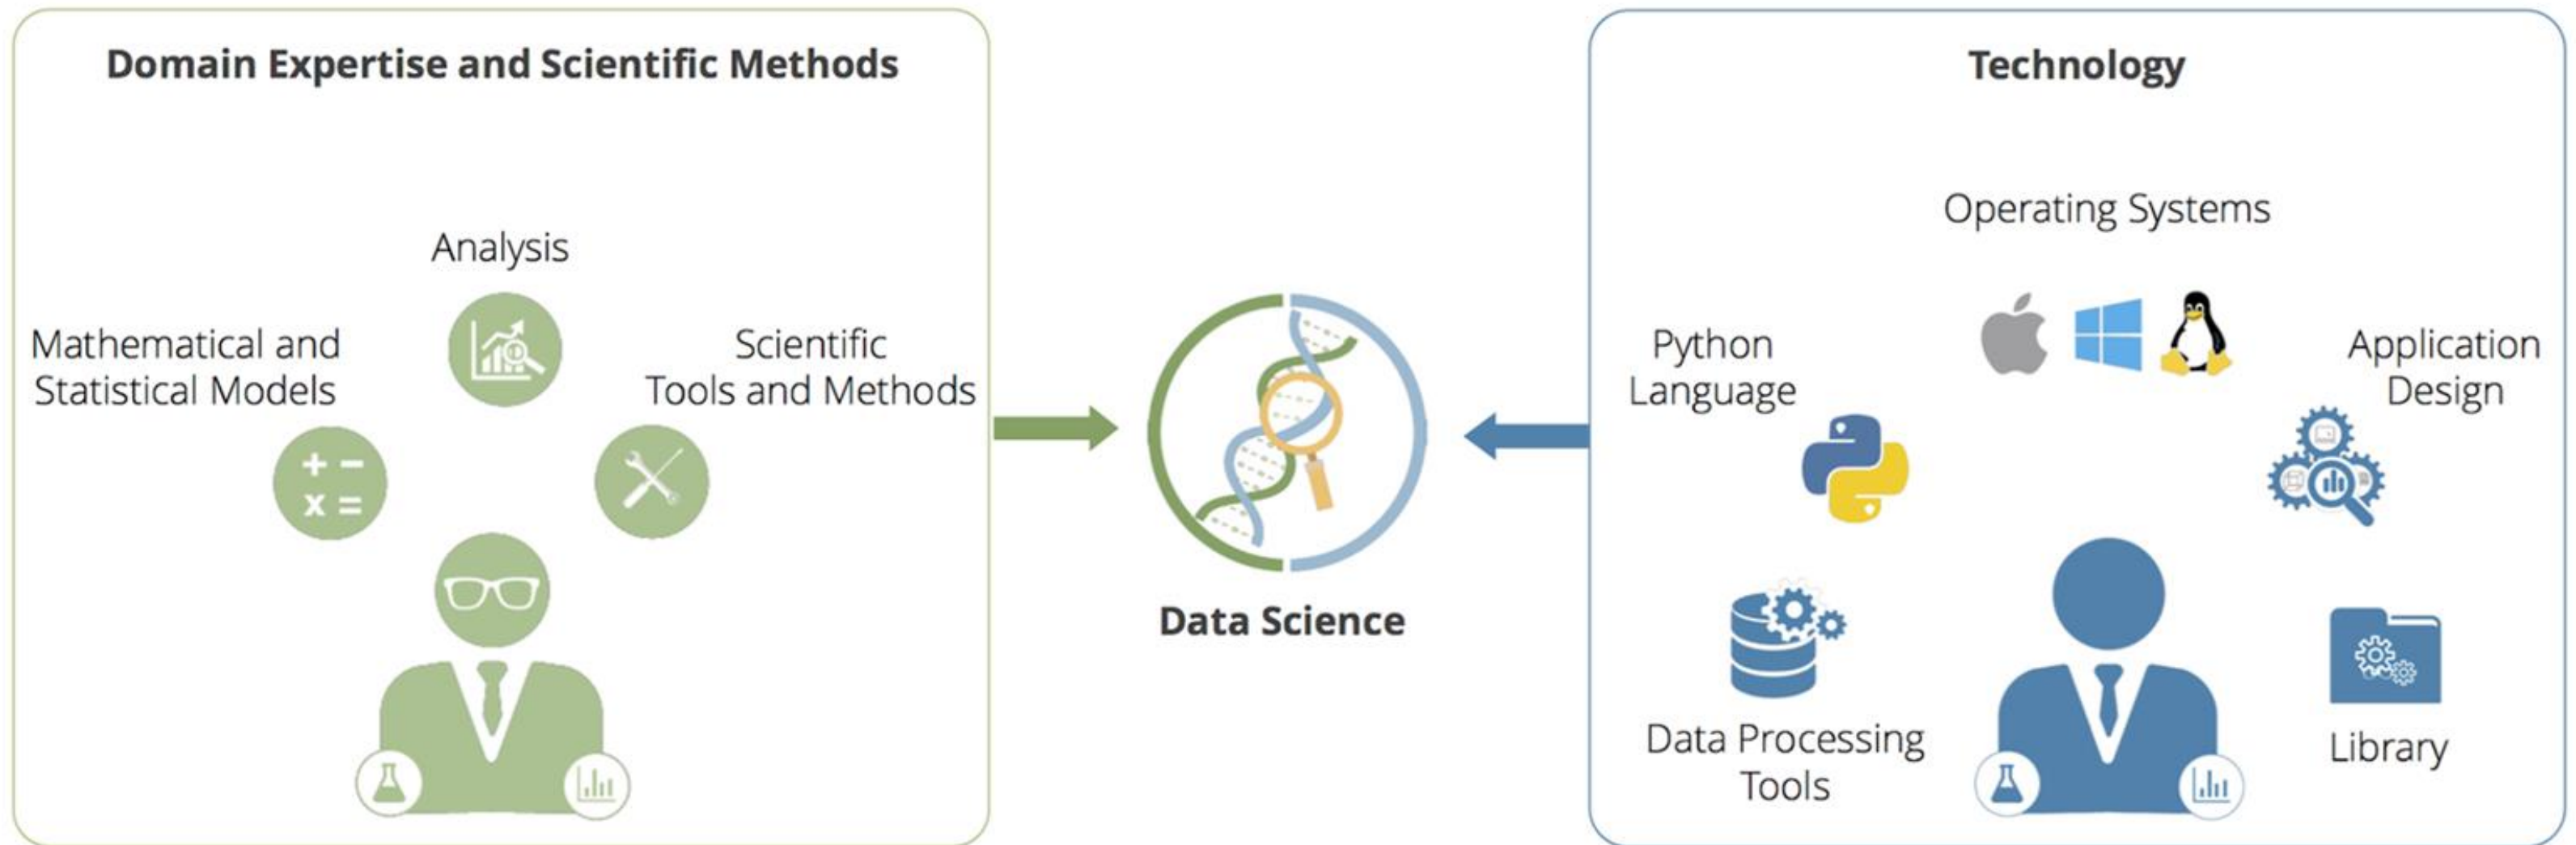 Domain Expertise and Scientific Methods
Analysis
Mathematical and
Statistical Models
Scientific
Tools and Methods
Data Science
Technology
Operating Systems
Python
Language
Application
Design
Data Processing
Tools
Library